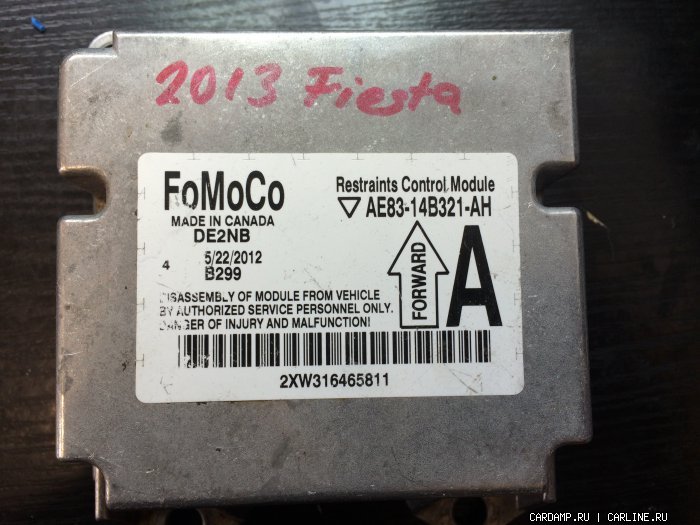 2013 Fiesta
FoMoCo
MADE IN CANADA
DE2NB
5/22/2012
4
B299
Restraints Control Module
▽ AE83-14B321-AH
FORWARD
A
DISASSEMBLY OF MODULE FROM VEHICLE
BY AUTHORIZED SERVICE PERSONNEL ONLY.
DANGER OF INJURY AND MALFUNCTION!
2XW316465811
CARDAMP.RU | CARLINE.RU